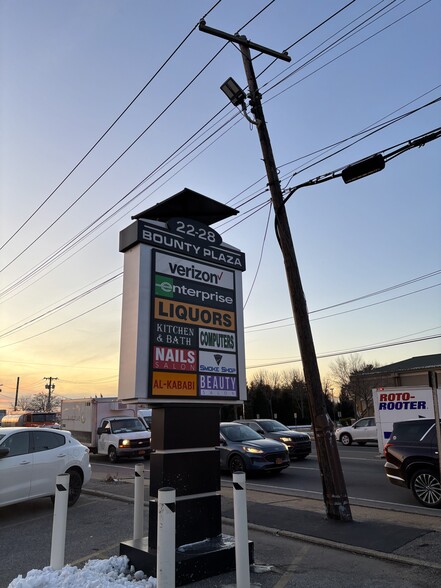 22-28
BOUNTY PLAZA
verizon✓
enterprise
LIQUORS
KITCHEN & BATH
COMPUTERS
NAILS SALON
SMOKE SHOP
AL-KABABI
BEAUTY SALON
ROTO-
ROOTER